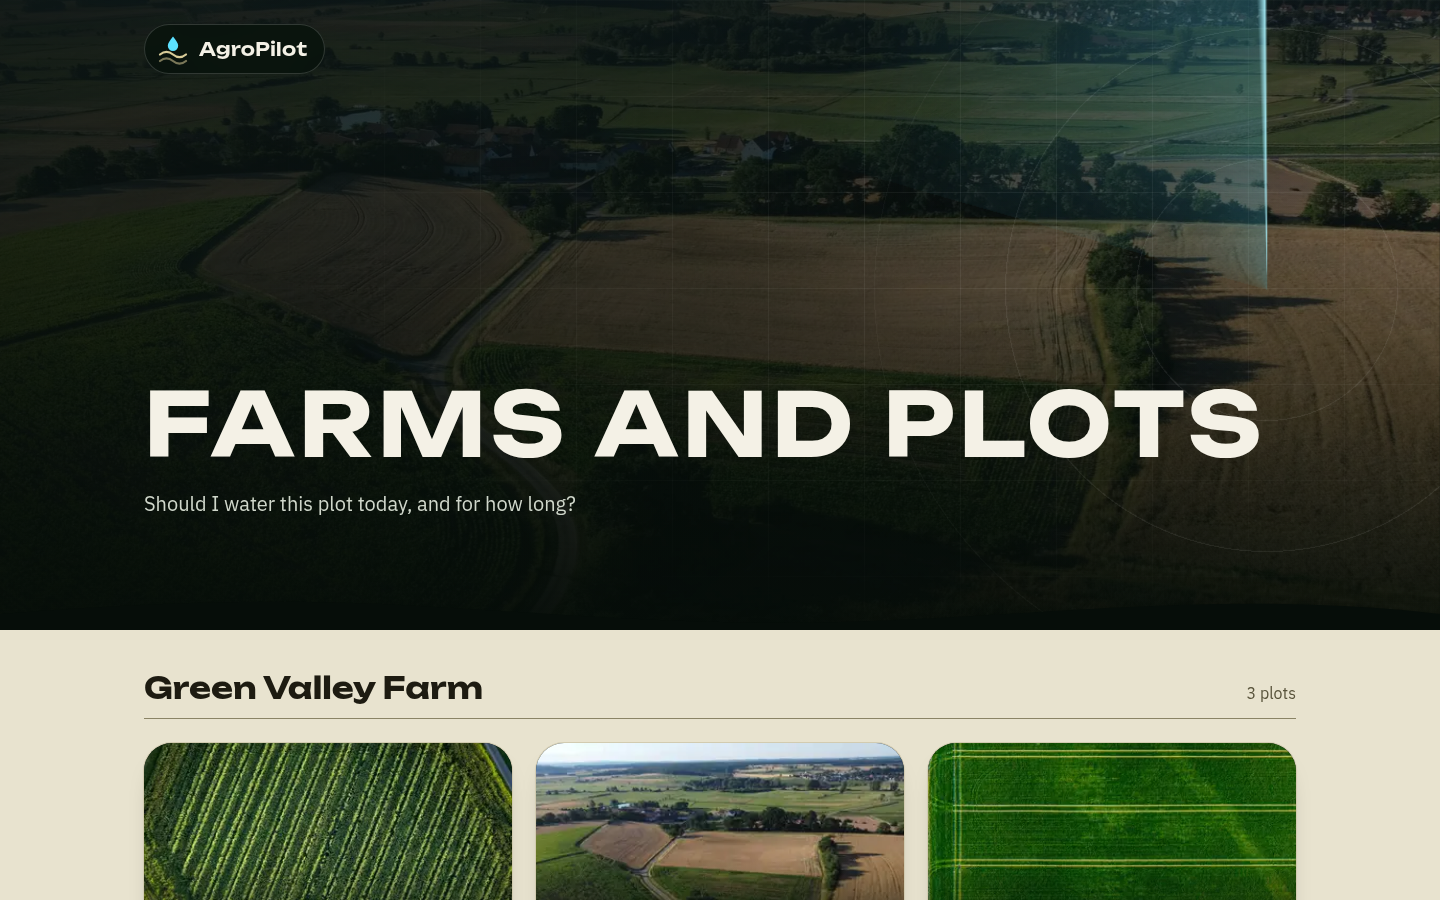 AgroPilot
FARMS AND PLOTS
Should I water this plot today, and for how long?
Green Valley Farm
3 plots